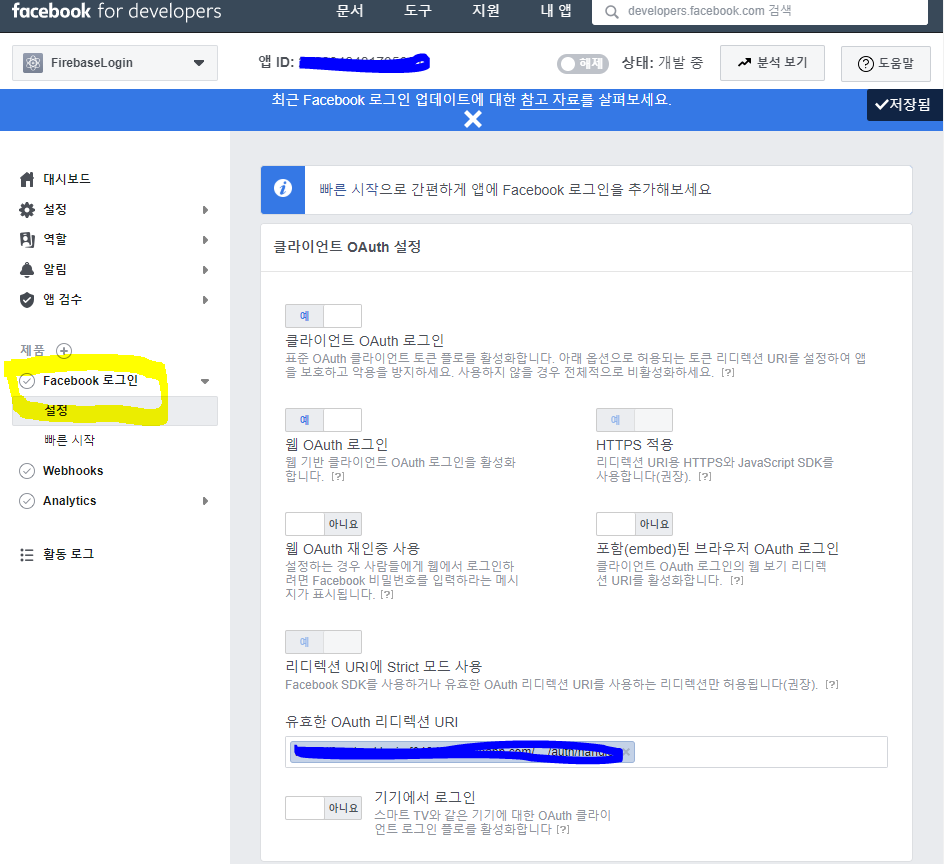 facebook for developers 문서 도구 지원 내 앱 developers.facebook.com 검색
FirebaseLogin 앱 ID: 해제 상태: 개발 중 분석 보기 도움말
최근 Facebook 로그인 업데이트에 대한 참고 자료를 살펴보세요.
저장됨
대시보드
설정
역할
알림
앱 검수
제품
Facebook 로그인
설정
빠른 시작
Webhooks
Analytics
활동 로그
빠른 시작으로 간편하게 앱에 Facebook 로그인을 추가해보세요
클라이언트 OAuth 설정
예
클라이언트 OAuth 로그인
표준 OAuth 클라이언트 토큰 플로를 활성화합니다. 아래 옵션으로 허용되는 토큰 리디렉션 URI를 설정하여 앱
을 보호하고 악용을 방지하세요. 사용하지 않을 경우 전체적으로 비활성화하세요. [?]
예
웹 OAuth 로그인
웹 기반 클라이언트 OAuth 로그인을 활성화
합니다. [?]
예
HTTPS 적용
리디렉션 URI용 HTTPS와 JavaScript SDK를
사용합니다(권장). [?]
아니요
웹 OAuth 재인증 사용
설정하는 경우 사람들에게 웹에서 로그인하
려면 Facebook 비밀번호를 입력하라는 메시
지가 표시됩니다. [?]
아니요
포함(embed)된 브라우저 OAuth 로그인
클라이언트 OAuth 로그인의 웹 보기 리디렉
션 URI를 활성화합니다. [?]
예
리디렉션 URI에 Strict 모드 사용
Facebook SDK를 사용하거나 유효한 OAuth 리디렉션 URI를 사용하는 리디렉션만 허용됩니다(권장). [?]
유효한 OAuth 리디렉션 URI
아니요
기기에서 로그인
스마트 TV와 같은 기기에 대한 OAuth 클라이
언트 로그인 플로를 활성화합니다 [?]